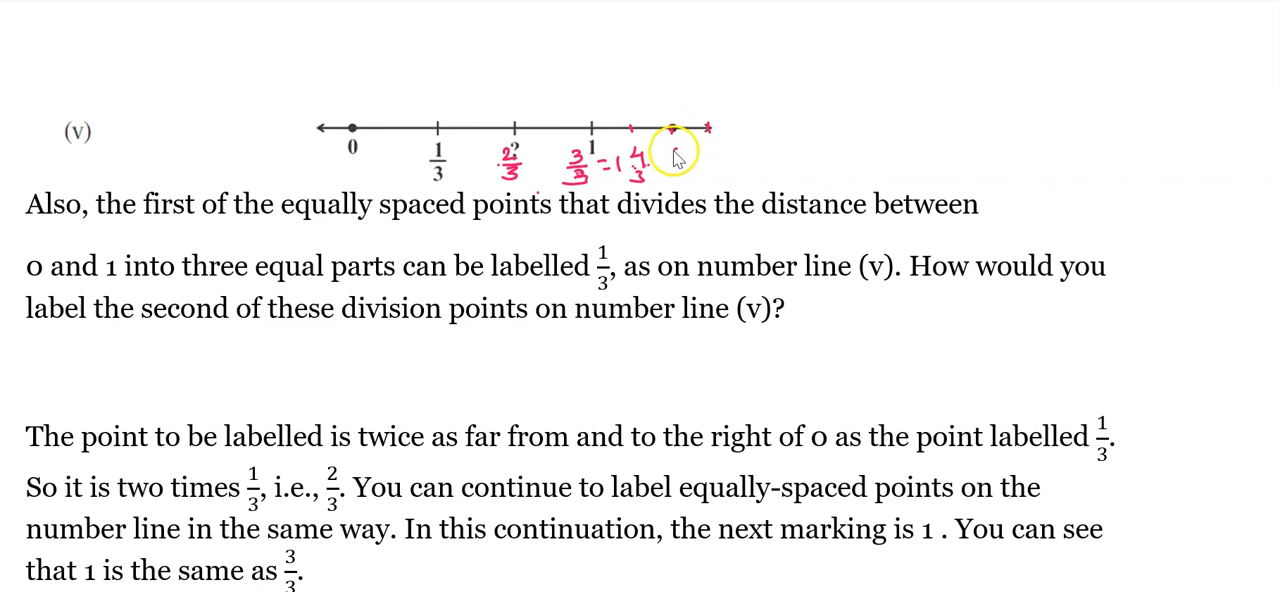 (v)
0 1/3 2/3 ? 3/3 = 1 1 4/3
Also, the first of the equally spaced points that divides the distance between
0 and 1 into three equal parts can be labelled 1/3, as on number line (v). How would you
label the second of these division points on number line (v)?
The point to be labelled is twice as far from and to the right of 0 as the point labelled 1/3.
So it is two times 1/3, i.e., 2/3. You can continue to label equally-spaced points on the
number line in the same way. In this continuation, the next marking is 1 . You can see
that 1 is the same as 3/3.